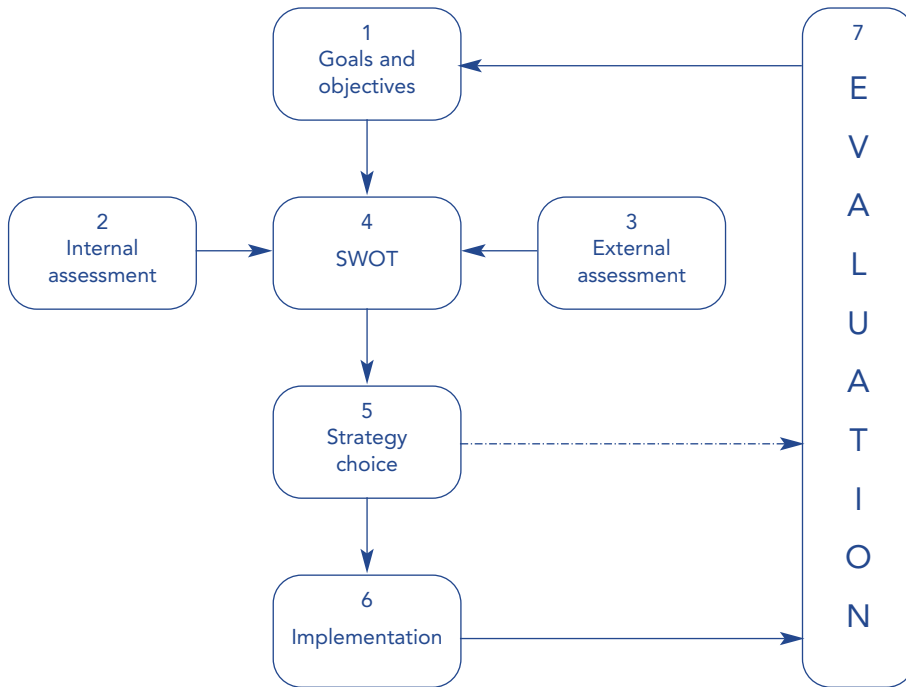 1
Goals and
objectives
2
Internal
assessment
4
SWOT
3
External
assessment
5
Strategy
choice
6
Implementation
7
E
V
A
L
U
A
T
I
O
N